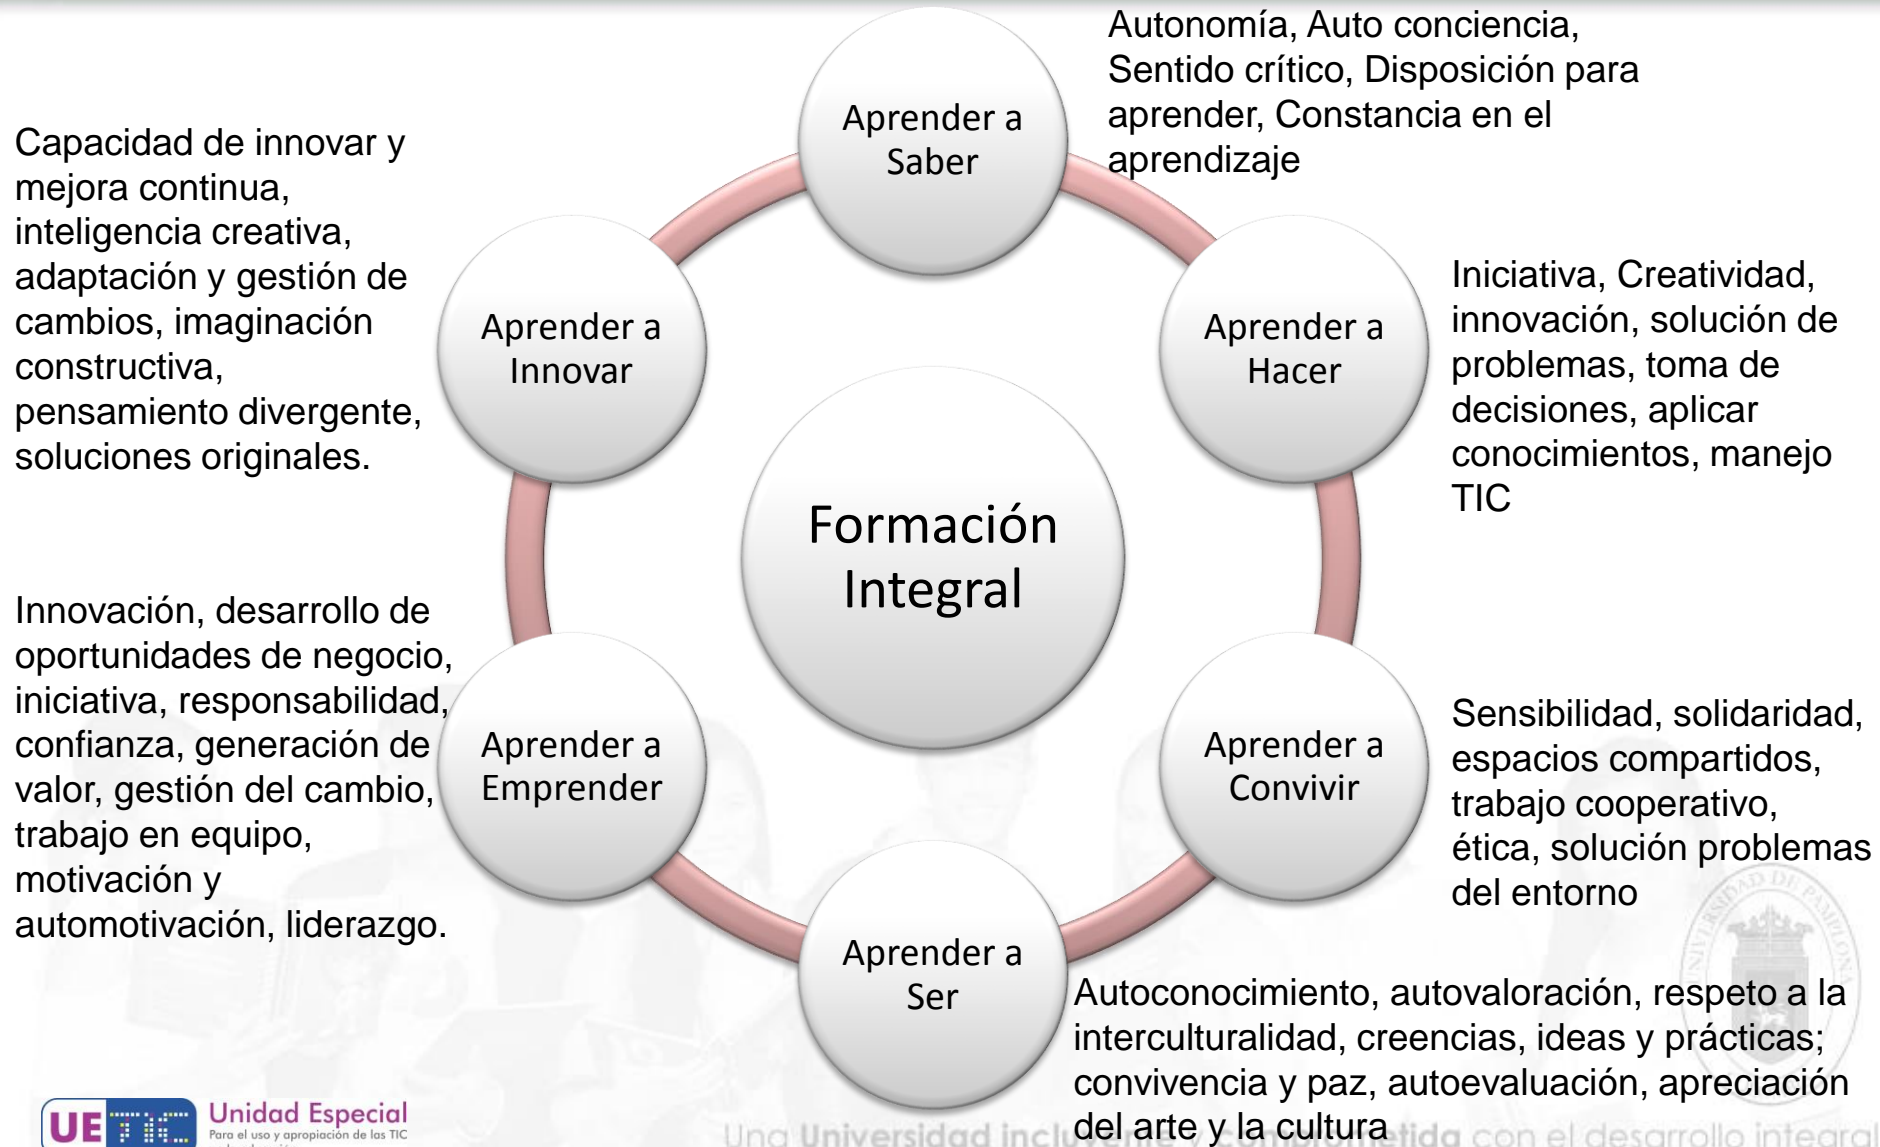 Autonomía, Auto conciencia,
Sentido crítico, Disposición para
aprender, Constancia en el
aprendizaje
Aprender a
Saber
Capacidad de innovar y
mejora continua,
inteligencia creativa,
adaptación y gestión de
cambios, imaginación
constructiva,
pensamiento divergente,
soluciones originales.
Aprender a
Innovar
Aprender a
Hacer
Iniciativa, Creatividad,
innovación, solución de
problemas, toma de
decisiones, aplicar
conocimientos, manejo
TIC
Formación
Integral
Innovación, desarrollo de
oportunidades de negocio,
iniciativa, responsabilidad,
confianza, generación de
valor, gestión del cambio,
trabajo en equipo,
motivación y
automotivación, liderazgo.
Aprender a
Emprender
Aprender a
Convivir
Sensibilidad, solidaridad,
espacios compartidos,
trabajo cooperativo,
ética, solución problemas
del entorno
Aprender a
Ser
Autoconocimiento, autovaloración, respeto a la
interculturalidad, creencias, ideas y prácticas;
convivencia y paz, autoevaluación, apreciación
del arte y la cultura
UNIVERSIDAD DE PAMPLONA
UETIC
Unidad Especial
Para el uso y apropiación de las TIC
Una Universidad incluyente y comprometida con el desarrollo integral